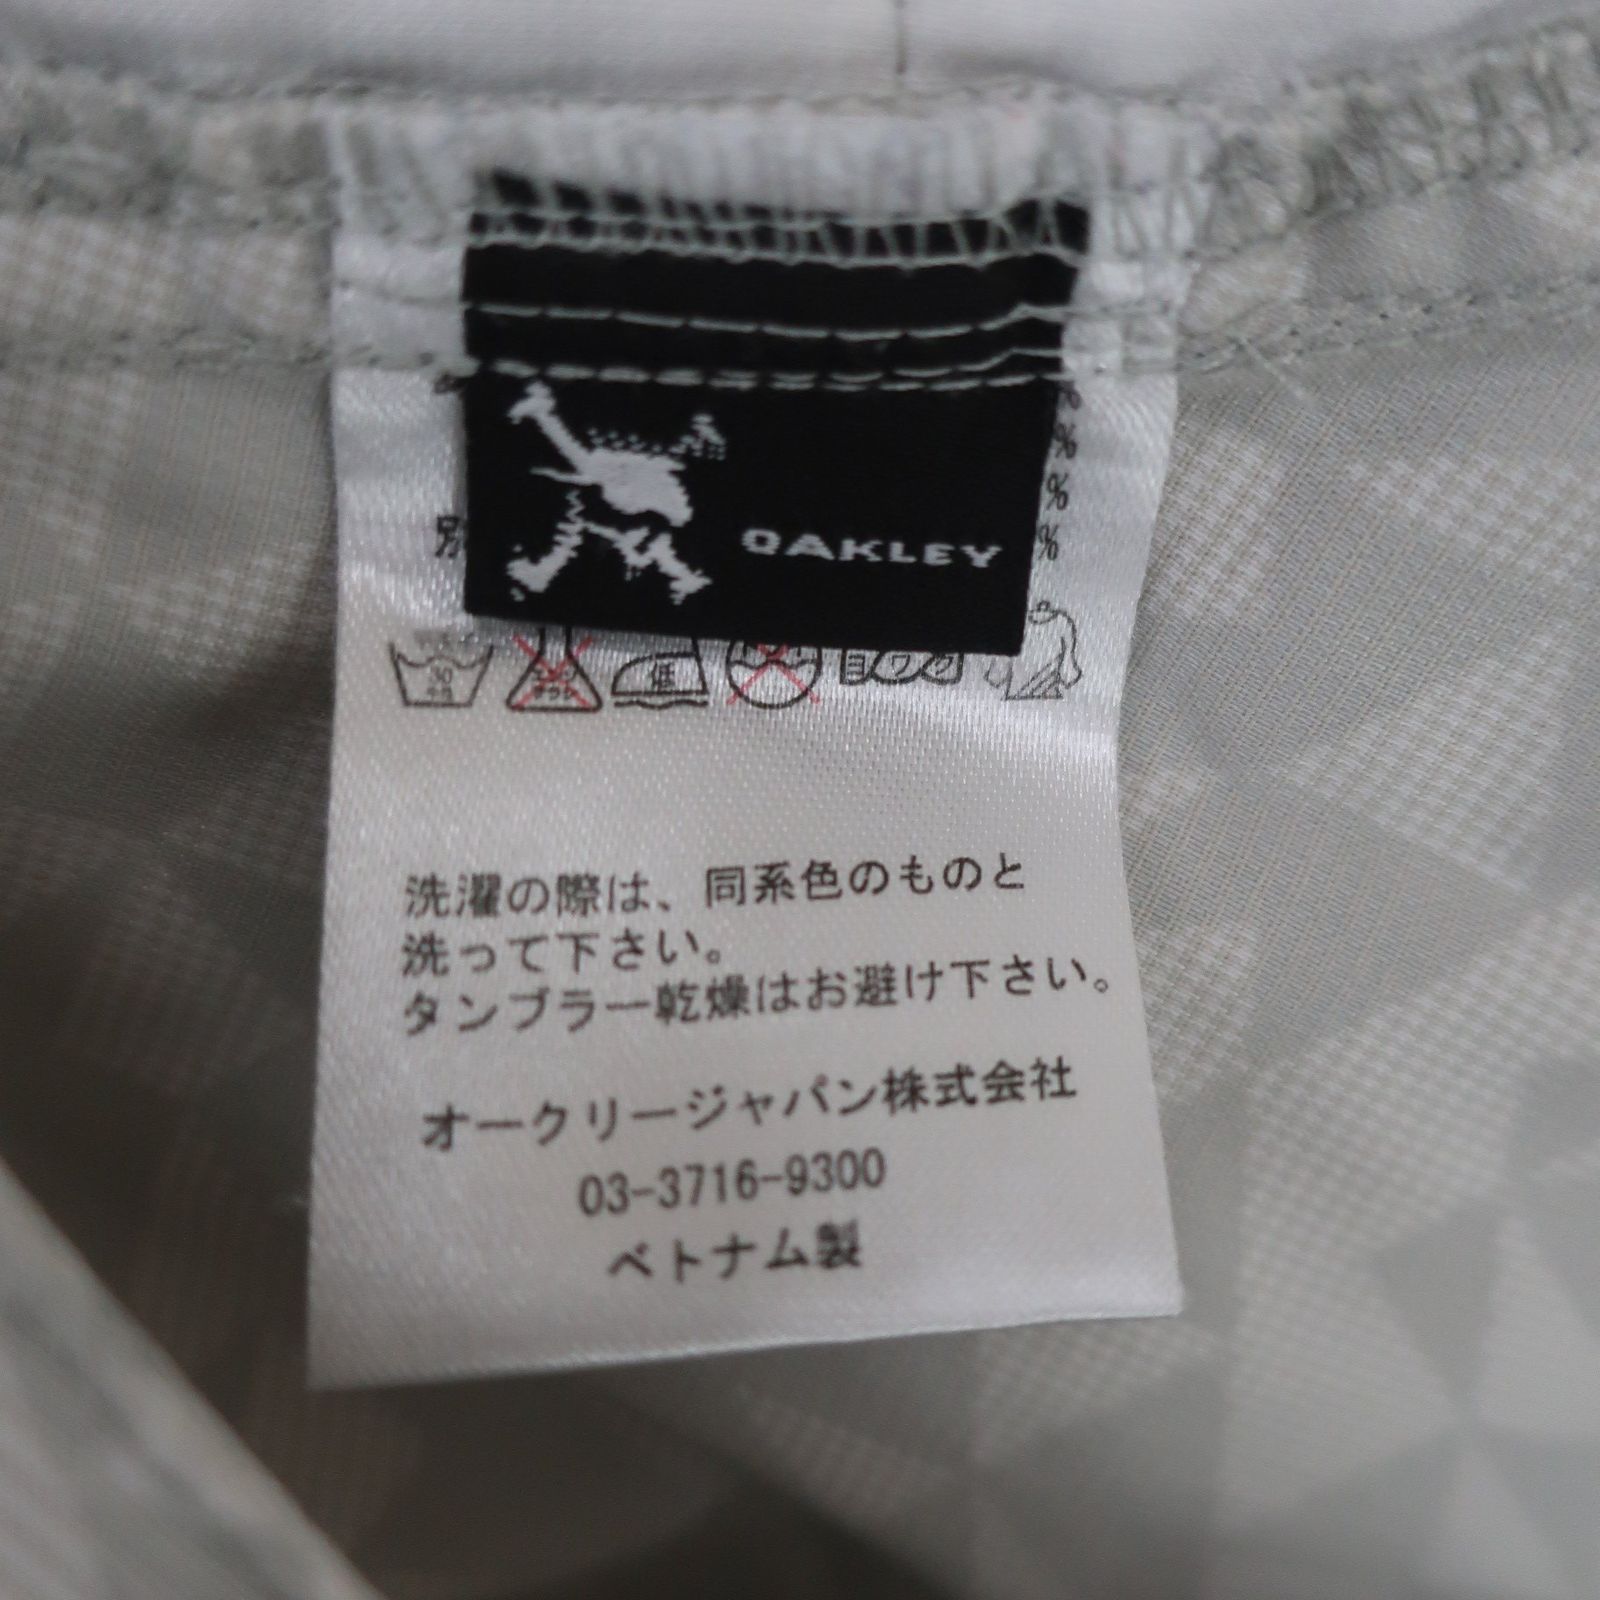 OAKLEY
%
%
%
%
30
低
洗濯の際は、同系色のものと
洗って下さい。
タンブラー乾燥はお避け下さい。
オークリージャパン株式会社
03-3716-9300
ベトナム製